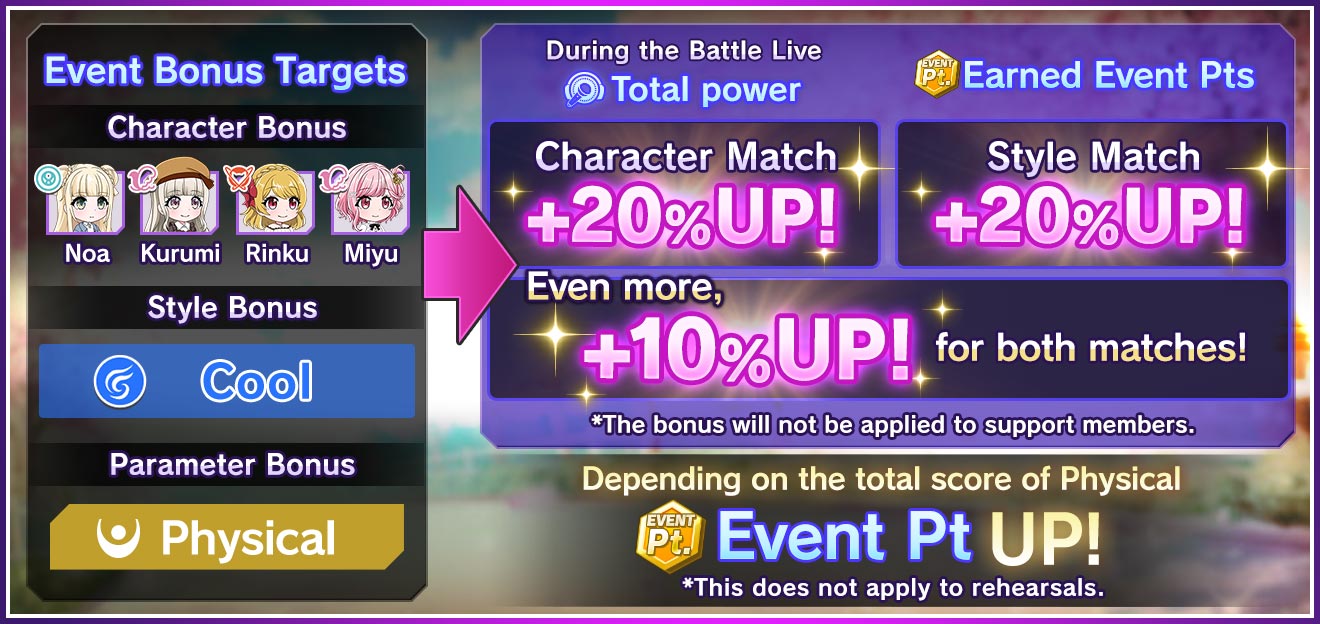 Event Bonus Targets
Character Bonus
Noa
Kurumi
Rinku
Miyu
Style Bonus
Cool
Parameter Bonus
Physical
During the Battle Live
Total power
EVENT
Pt.
Earned Event Pts
Character Match
+20%UP!
Style Match
+20%UP!
Even more,
+10%UP! for both matches!
*The bonus will not be applied to support members.
Depending on the total score of Physical
EVENT
Pt.
Event Pt UP!
*This does not apply to rehearsals.